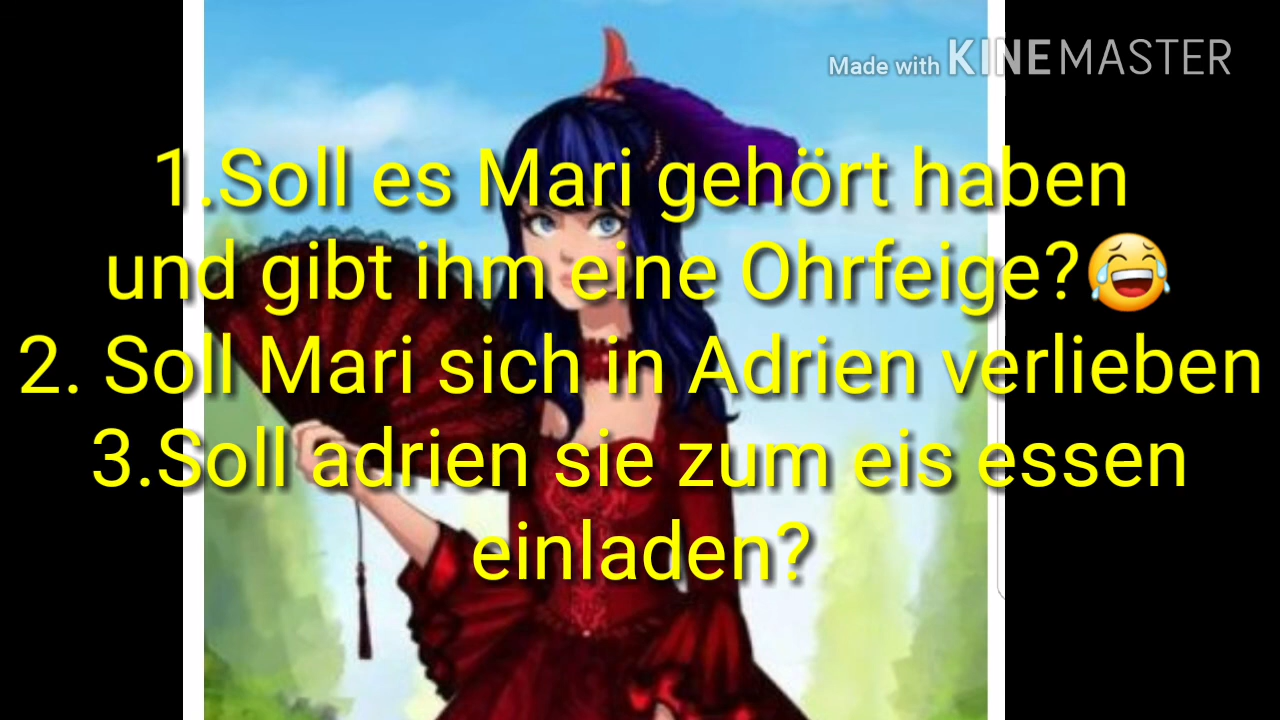 Made with KINEMASTER
1.Soll es Mari gehört haben
und gibt ihm eine Ohrfeige?😂
2. Soll Mari sich in Adrien verlieben
3.Soll adrien sie zum eis essen
einladen?